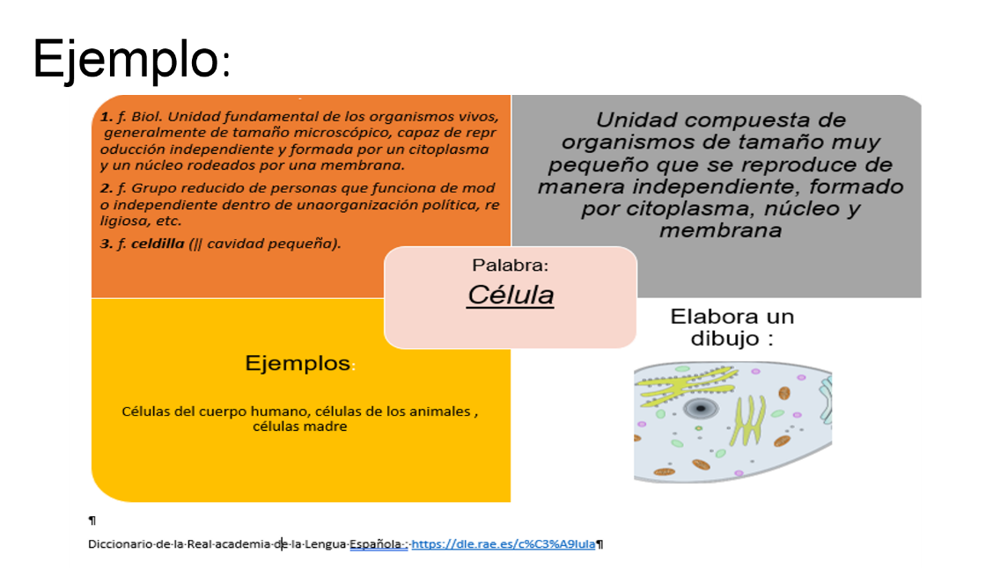 Ejemplo:
1. f. Biol. Unidad fundamental de los organismos vivos,
generalmente de tamaño microscópico, capaz de repr
oducción independiente y formada por un citoplasma
y un núcleo rodeados por una membrana.
2. f. Grupo reducido de personas que funciona de mod
o independiente dentro de unaorganización política, re
ligiosa, etc.
3. f. celdilla (|| cavidad pequeña).
Unidad compuesta de
organismos de tamaño muy
pequeño que se reproduce de
manera independiente, formado
por citoplasma, núcleo y
membrana
Palabra:
Célula
Ejemplos:
Células del cuerpo humano, células de los animales ,
células madre
Elabora un
dibujo :
¶
Diccionario·de·la·Real·academia·de·la·Lengua·Española·:·https://dle.rae.es/c%C3%A9lula¶